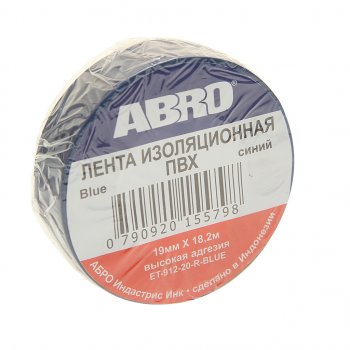 ABRO
ЛЕНТА ИЗОЛЯЦИОННАЯ
Blue ПВХ синий
0 790920 155798
19мм X 18,2м
высокая адгезия
ET-912-20-R-BLUE
АБРО Индастрис Инк • сделано в Индонезии